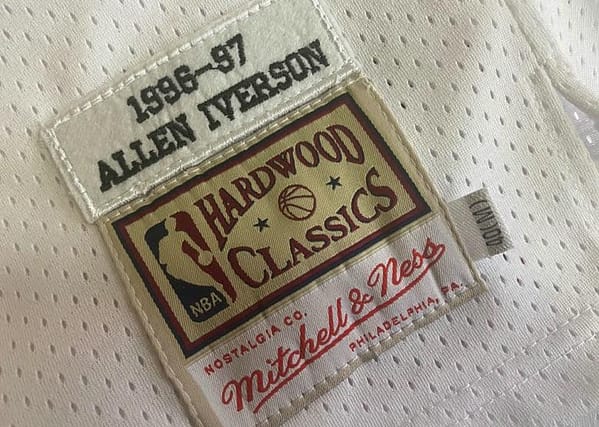 1996-97
ALLEN IVERSON
HARDWOOD
CLASSICS
NBA
NOSTALGIA CO.
Mitchell & Ness
PHILADELPHIA, PA.